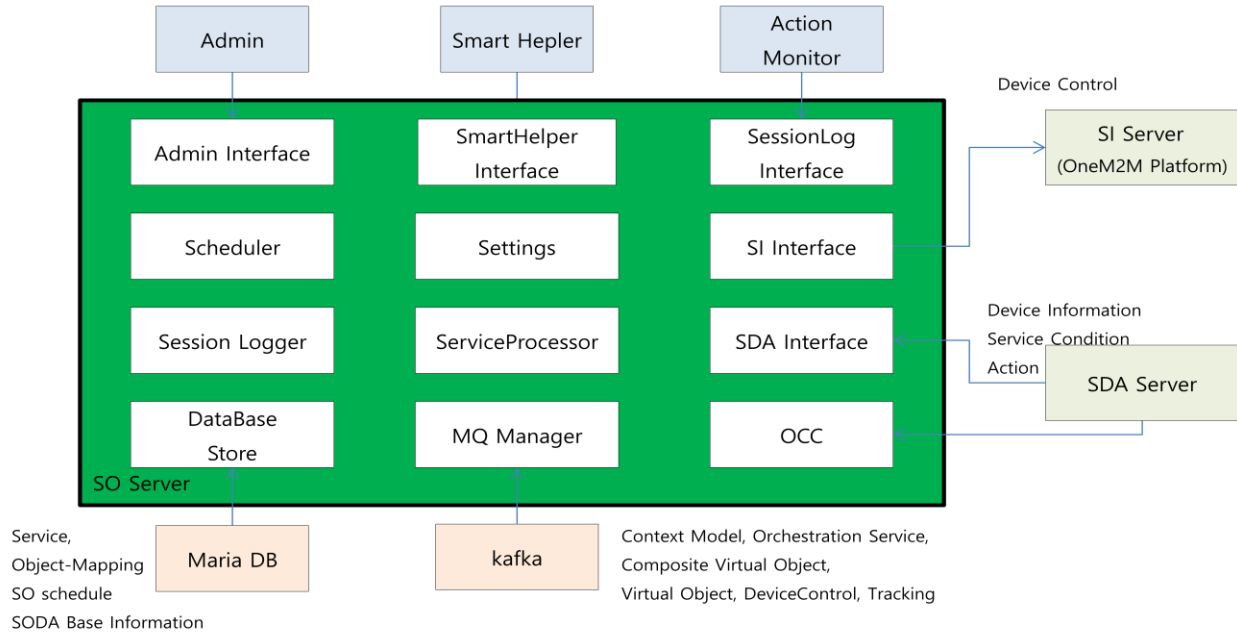 Admin
Smart Hepler
Action
Monitor
Device Control
Admin Interface
SmartHelper
Interface
SessionLog
Interface
SI Server
(OneM2M Platform)
Scheduler
Settings
SI Interface
Session Logger
ServiceProcessor
SDA Interface
Device Information
Service Condition
Action
SDA Server
DataBase
Store
MQ Manager
OCC
SO Server
Service,
Object-Mapping
SO schedule
SODA Base Information
Maria DB
kafka
Context Model, Orchestration Service,
Composite Virtual Object,
Virtual Object, DeviceControl, Tracking